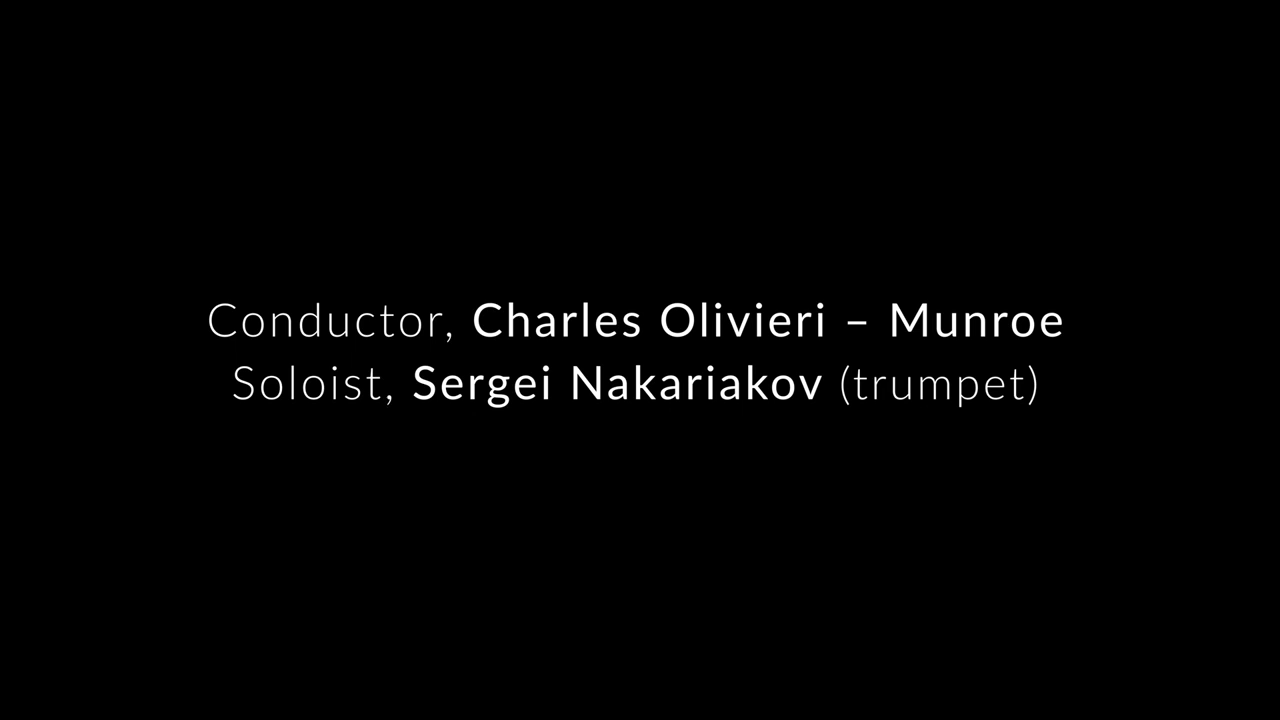 Conductor, Charles Olivieri – Munroe
Soloist, Sergei Nakariakov (trumpet)